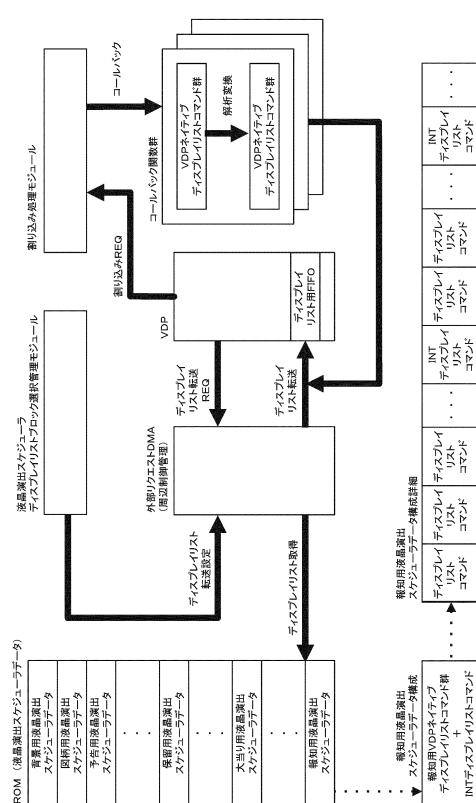 ROM (液晶演出スケジューラデータ)
背景用液晶演出
スケジューラデータ
図柄用液晶演出
スケジューラデータ
予告用液晶演出
スケジューラデータ
・・・
保留用液晶演出
スケジューラデータ
・・・
大当り用液晶演出
スケジューラデータ
・・・
報知用液晶演出
スケジューラデータ
液晶演出スケジューラ
ディスプレイリストブロック選択管理モジュール
ディスプレイリスト
転送設定
ディスプレイリスト取得
外部リクエストDMA
(周辺制御管理)
ディスプレイ
リスト転送
REQ
ディスプレイ
リスト転送
VDP
ディスプレイ
リスト用FIFO
割り込みREQ
割り込み処理モジュール
コールバック
コールバック関数群
VDPネイティブ
ディスプレイリストコマンド群
解析変換
VDPネイティブ
ディスプレイリストコマンド群
報知用液晶演出
スケジューラデータ構成
報知用VDPネイティブ
ディスプレイリストコマンド群
+
INTディスプレイリストコマンド
報知用液晶演出
スケジューラデータ構成詳細
ディスプレイ
リスト
コマンド
ディスプレイ
リスト
コマンド
ディスプレイ
リスト
コマンド
・・・
INT
ディスプレイ
リスト
コマンド
ディスプレイ
リスト
コマンド
ディスプレイ
リスト
コマンド
・・・
INT
ディスプレイ
リスト
コマンド
・・・